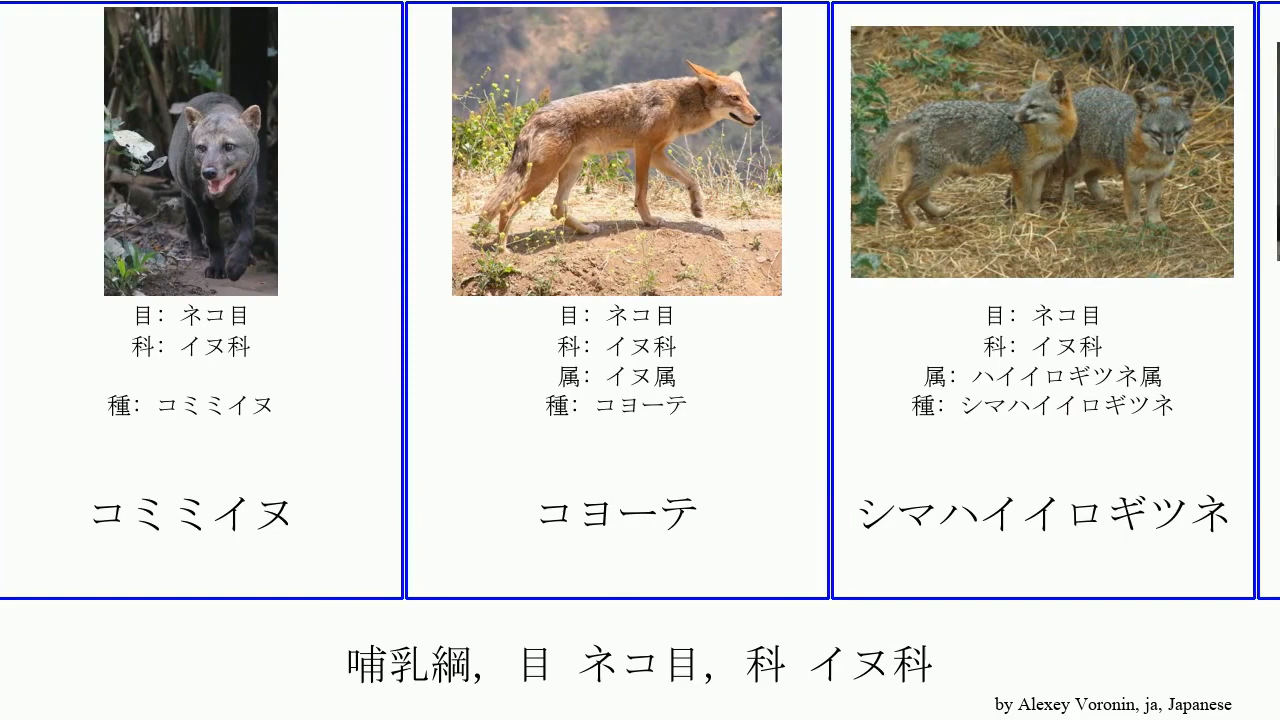 目: ネコ目
科: イヌ科
種: コミミイヌ
コミミイヌ
目: ネコ目
科: イヌ科
属: イヌ属
種: コヨーテ
コヨーテ
目: ネコ目
科: イヌ科
属: ハイイロギツネ属
種: シマハイイロギツネ
シマハイイロギツネ
哺乳綱, 目 ネコ目, 科 イヌ科
by Alexey Voronin, ja, Japanese